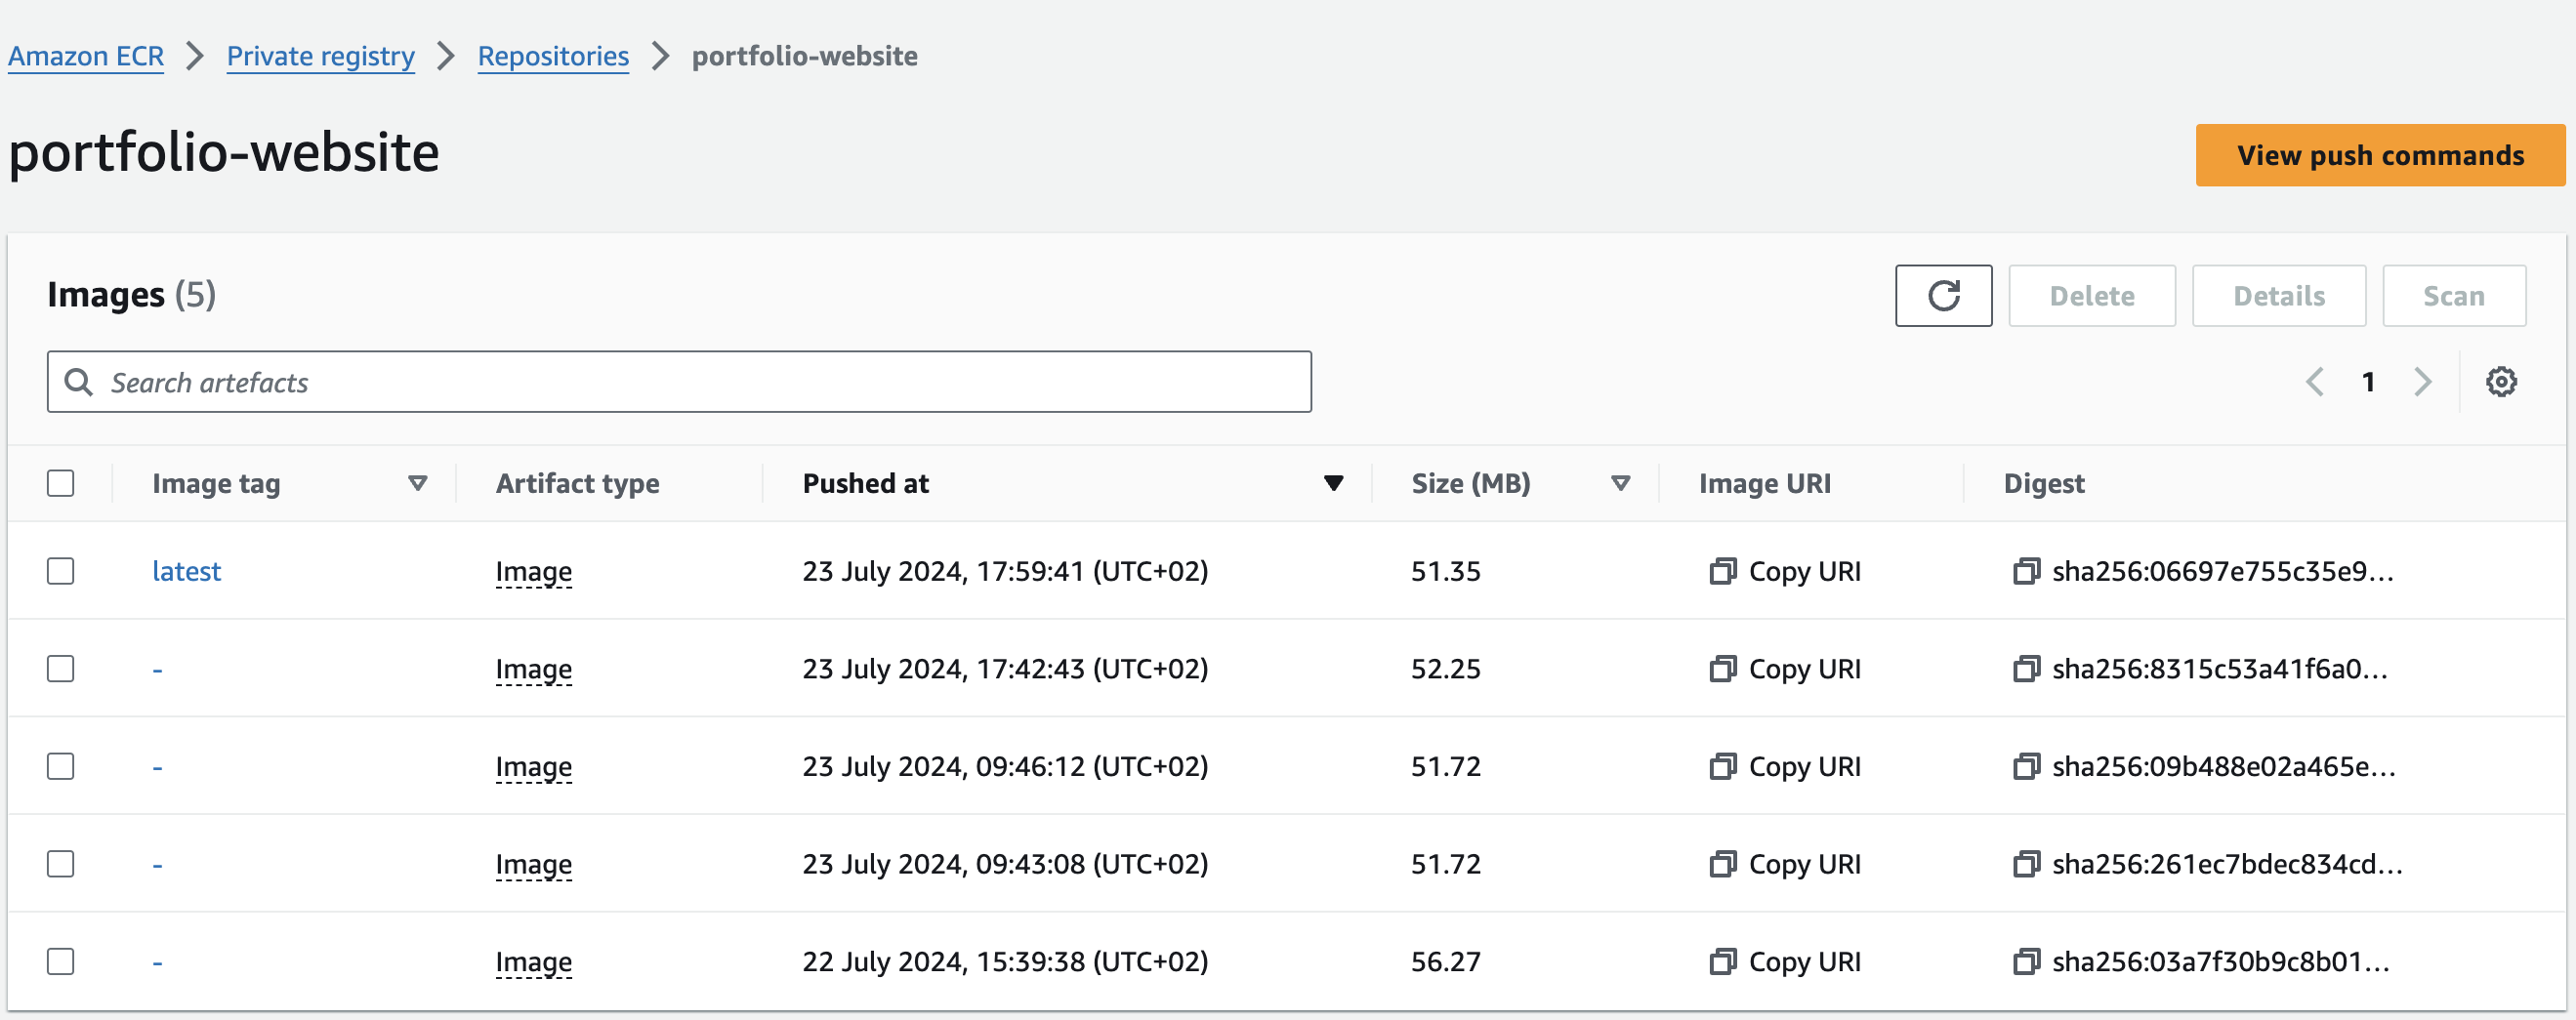 Amazon ECR > Private registry > Repositories > portfolio-website
portfolio-website
View push commands
Images (5)
Delete
Details
Scan
Search artefacts
1
Image tag Artifact type Pushed at Size (MB) Image URI Digest
latest Image 23 July 2024, 17:59:41 (UTC+02) 51.35 Copy URI sha256:06697e755c35e9...
- Image 23 July 2024, 17:42:43 (UTC+02) 52.25 Copy URI sha256:8315c53a41f6a0...
- Image 23 July 2024, 09:46:12 (UTC+02) 51.72 Copy URI sha256:09b488e02a465e...
- Image 23 July 2024, 09:43:08 (UTC+02) 51.72 Copy URI sha256:261ec7bdec834cd...
- Image 22 July 2024, 15:39:38 (UTC+02) 56.27 Copy URI sha256:03a7f30b9c8b01...